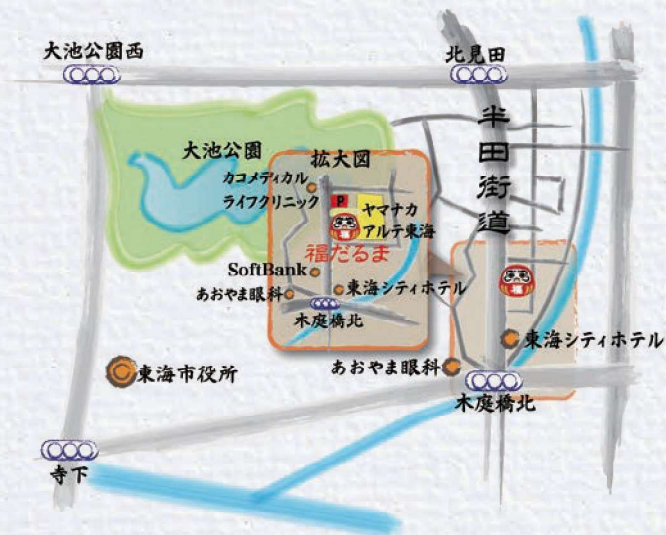 大池公園西
北見田
半田街道
大池公園
拡大図
カコメディカル
ライフクリニック
P
ヤマナカ
アルテ東海
福
福だるま
SoftBank
東海シティホテル
あおやま眼科
木庭橋北
福
東海シティホテル
あおやま眼科
木庭橋北
東海市役所
寺下